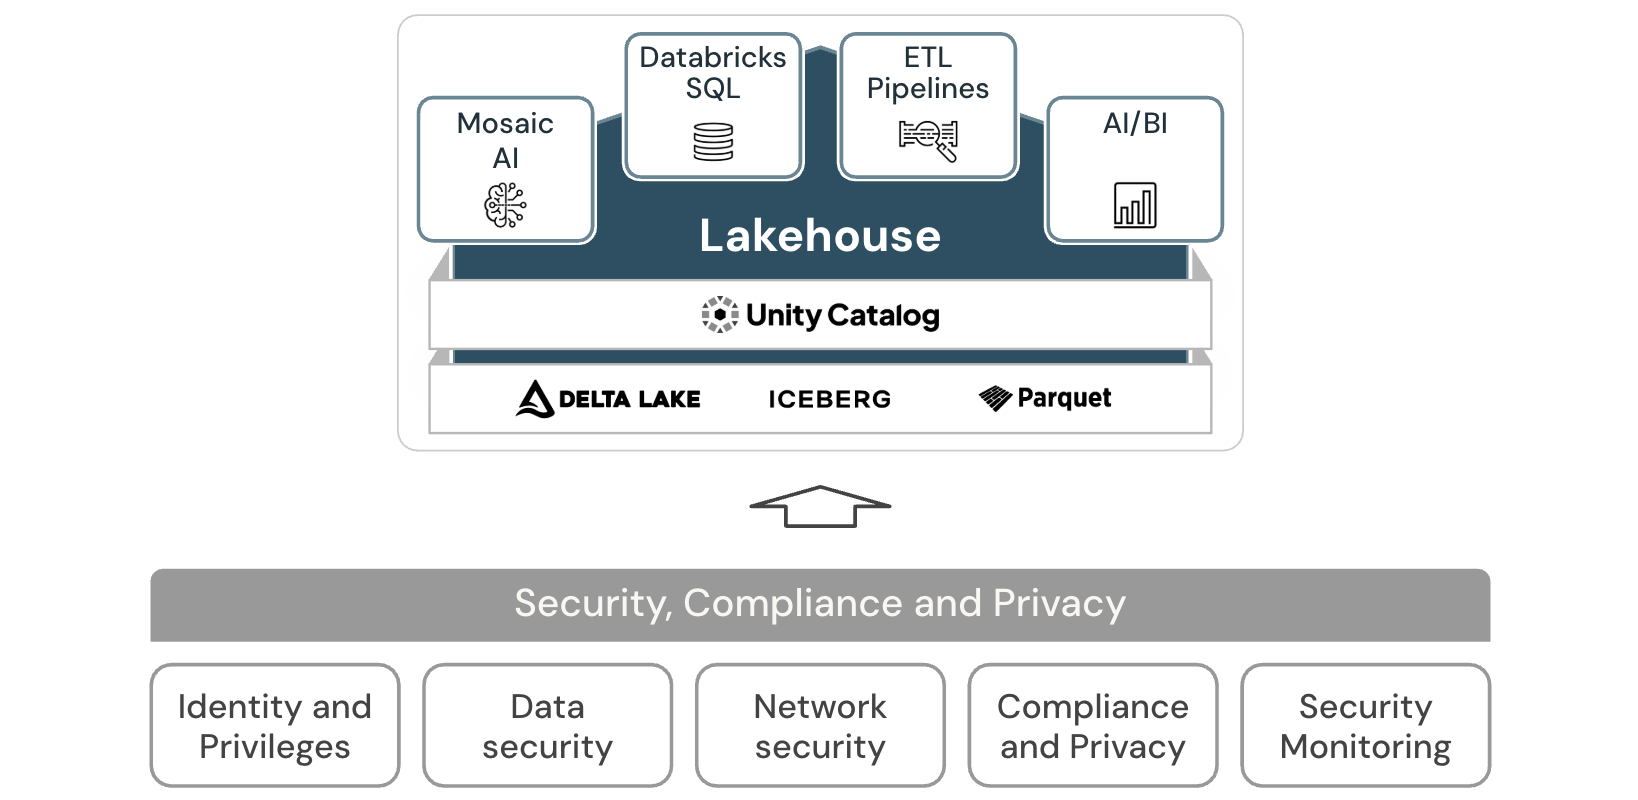 Databricks
SQL
ETL
Pipelines
Mosaic
AI
AI/BI
Lakehouse
Unity Catalog
DELTA LAKE
ICEBERG
Parquet
Security, Compliance and Privacy
Identity and
Privileges
Data
security
Network
security
Compliance
and Privacy
Security
Monitoring